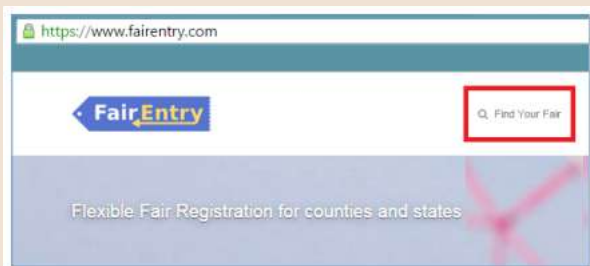 https://www.fairentry.com
FairEntry
Find Your Fair
Flexible Fair Registration for counties and states